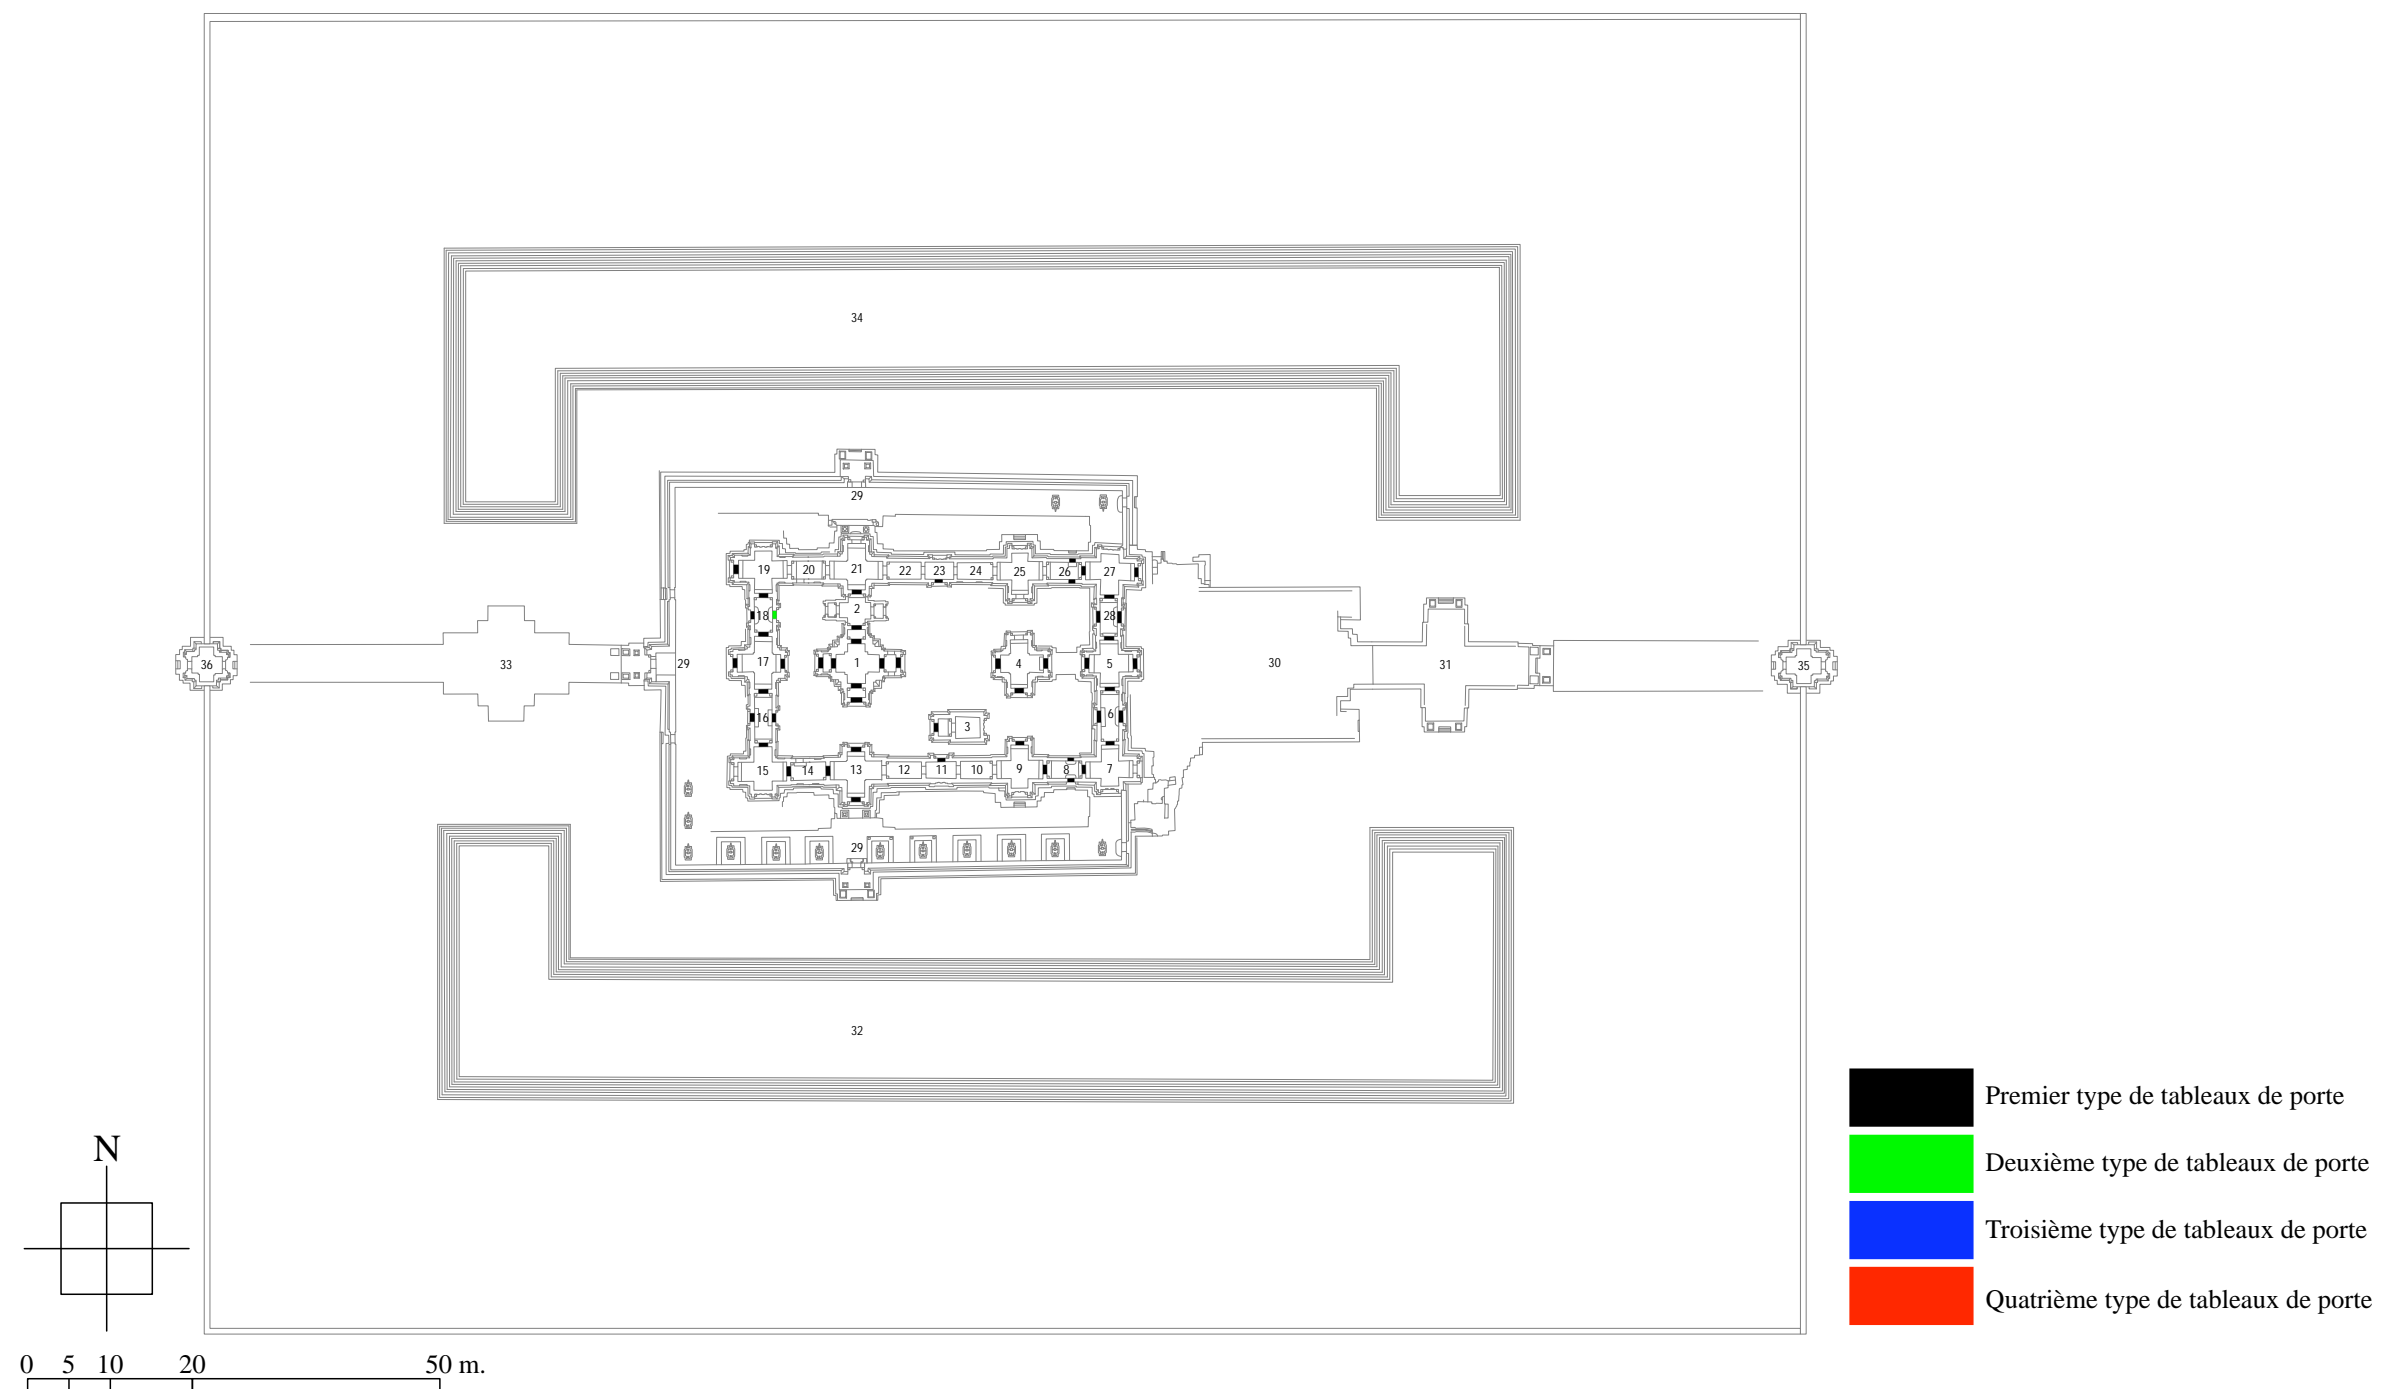 34
29
19 20 21 22 23 24 25 26 27
2
18 28
36 33 29 17 1 4 5 30 31 35
16 6
3
15 14 13 12 11 10 9 8 7
29
32
N
0 5 10 20 50 m.
Premier type de tableaux de porte
Deuxième type de tableaux de porte
Troisième type de tableaux de porte
Quatrième type de tableaux de porte